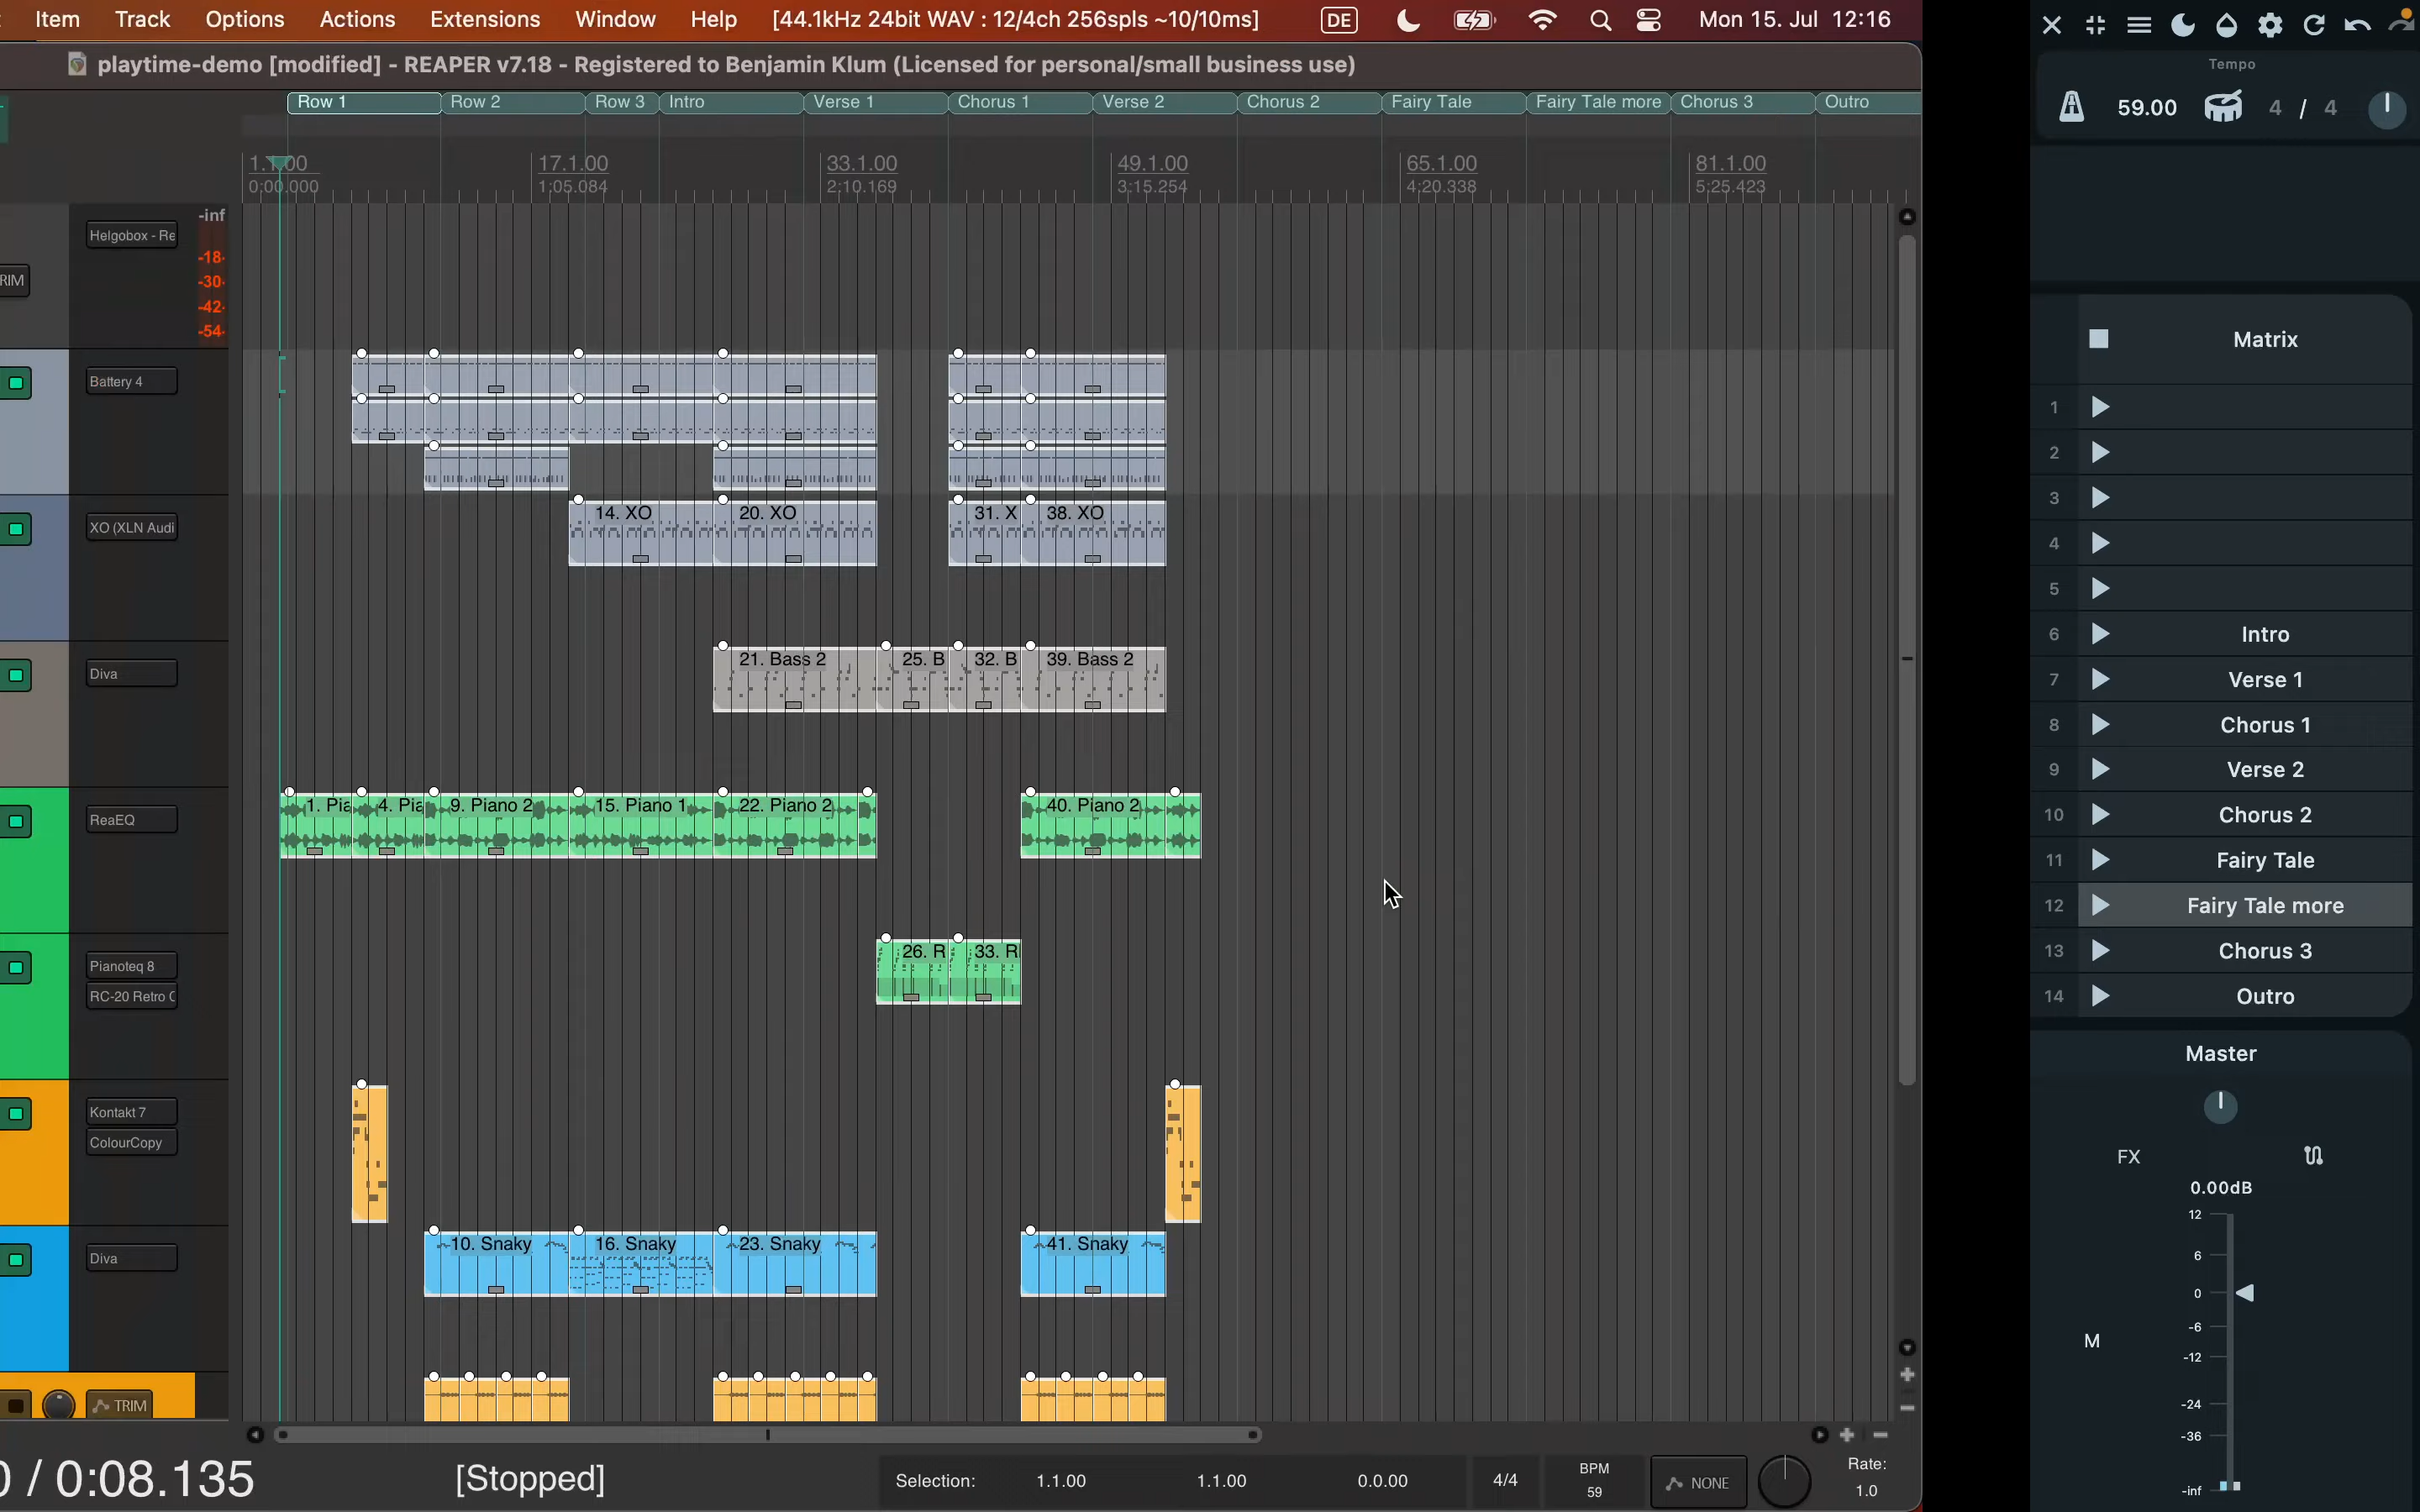 Item Track Options Actions Extensions Window Help [44.1kHz 24bit WAV : 12/4ch 256spls ~10/10ms] DE Mon 15. Jul 12:16
playtime-demo [modified] - REAPER v7.18 - Registered to Benjamin Klum (Licensed for personal/small business use)
Row 1 Row 2 Row 3 Intro Verse 1 Chorus 1 Verse 2 Chorus 2 Fairy Tale Fairy Tale more Chorus 3 Outro
17.1.00 33.1.00 49.1.00 65.1.00 81.1.00
0:00.000 1:05.084 2:10.169 3:15.254 4:20.338 5:25.423
-inf
Helgobox - Re
-18-
RIM
-30-
-42-
-54-
Battery 4
XO (XLN Audi
14. XO 20. XO 31. X 38. XO
Diva
21. Bass 2 25. B 32. B 39. Bass 2
ReaEQ
1. Pia 4. Pia 9. Piano 2 15. Piano 1 22. Piano 2 40. Piano 2
Pianoteq 8
RC-20 Retro C
26. R 33. R
Kontakt 7
ColourCopy
Diva
10. Snaky 16. Snaky 23. Snaky 41. Snaky
TRIM
/ 0:08.135 [Stopped] Selection: 1.1.00 1.1.00 0.0.00 4/4 BPM 59 NONE Rate: 1.0
Tempo
59.00 4 / 4
Matrix
1
2
3
4
5
6 Intro
7 Verse 1
8 Chorus 1
9 Verse 2
10 Chorus 2
11 Fairy Tale
12 Fairy Tale more
13 Chorus 3
14 Outro
Master
FX
0.00dB
12
6
0
-6
M
-12
-24
-36
-inf